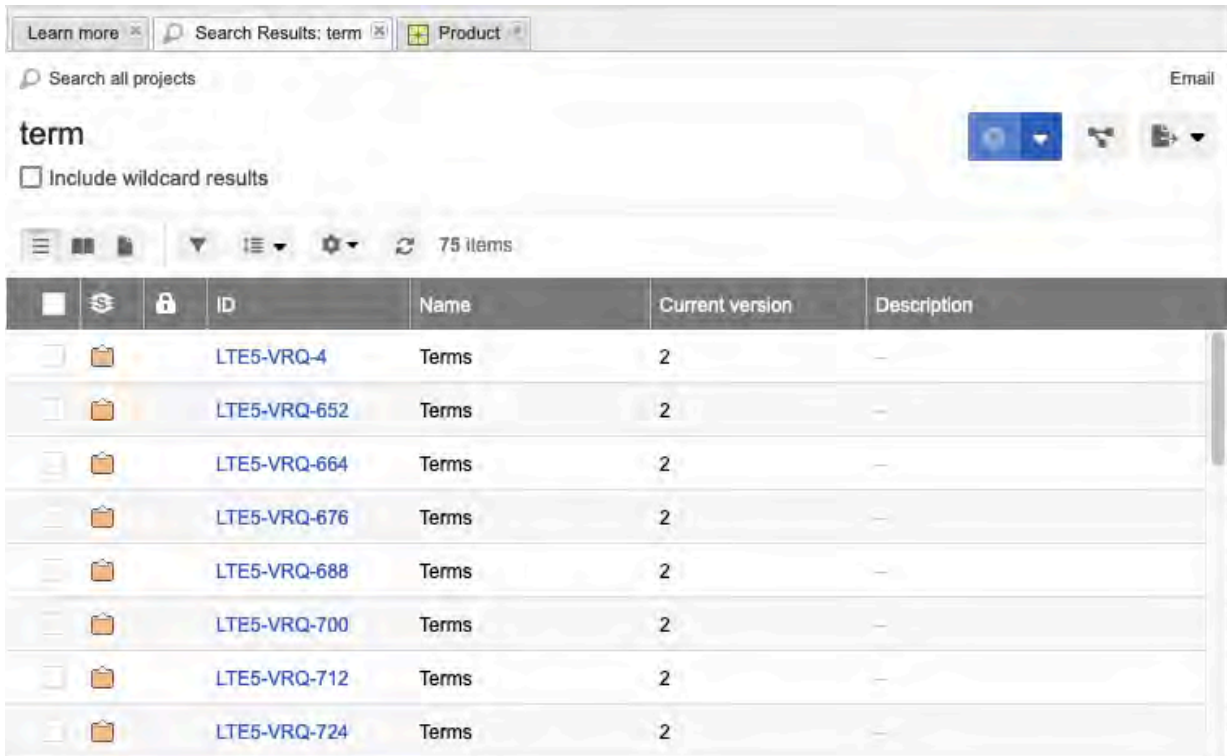 Learn more Search Results: term Product
Search all projects Email
term
Include wildcard results
75 items
ID Name Current version Description
LTE5-VRQ-4 Terms 2 –
LTE5-VRQ-652 Terms 2 –
LTE5-VRQ-664 Terms 2 –
LTE5-VRQ-676 Terms 2 –
LTE5-VRQ-688 Terms 2 –
LTE5-VRQ-700 Terms 2 –
LTE5-VRQ-712 Terms 2 –
LTE5-VRQ-724 Terms 2 –